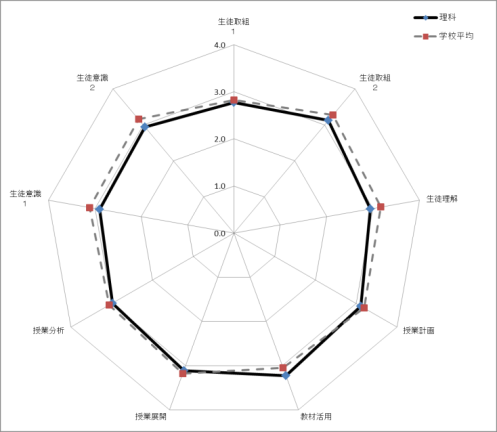 理科
学校平均
生徒取組
1
生徒取組
2
生徒理解
授業計画
教材活用
授業展開
授業分析
生徒意識
1
生徒意識
2
4.0
3.0
2.0
1.0
0.0